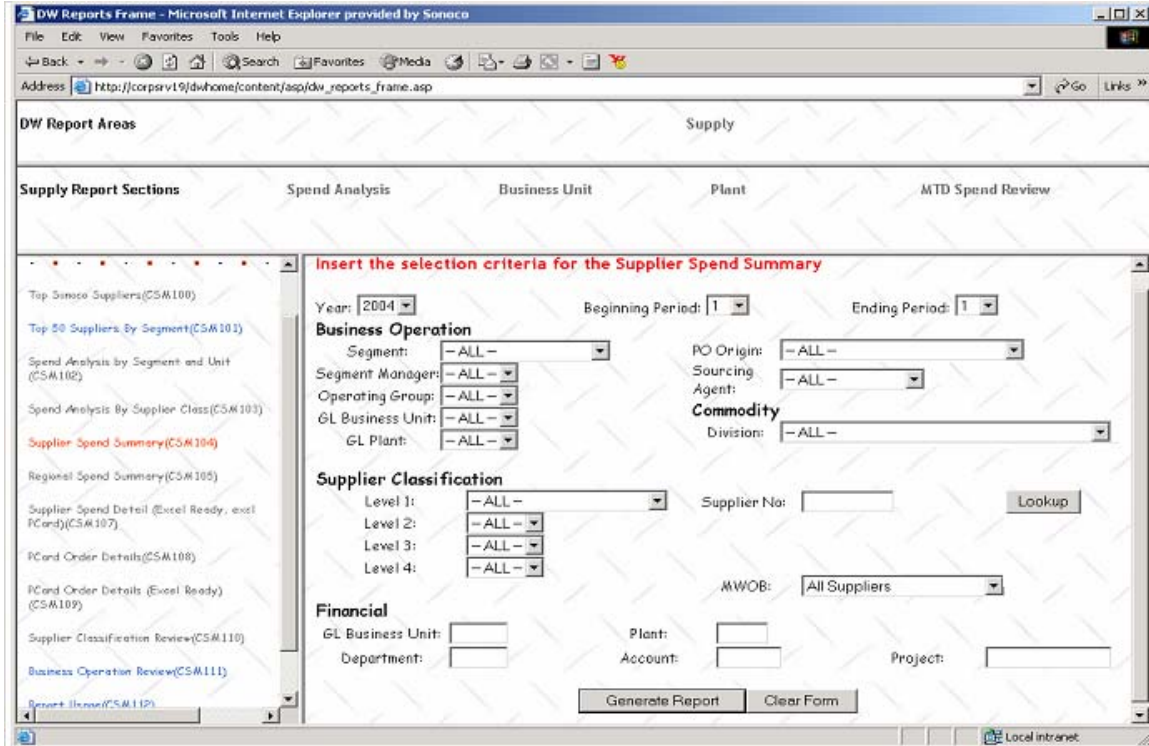 DW Reports Frame - Microsoft Internet Explorer provided by Sonoco
File Edit View Favorites Tools Help
Back Search Favorites Media
Address http://corpsrv19/dwhome/content/asp/dw_reports_frame.asp Go Links »
DW Report Areas Supply
Supply Report Sections Spend Analysis Business Unit Plant MTD Spend Review
Top Sonoco Suppliers(CSM100)
Top 50 Suppliers By Segment(CSM101)
Spend Analysis by Segment and Unit
(CSM102)
Spend Analysis By Supplier Class(CSM103)
Supplier Spend Summary(CSM104)
Regional Spend Summary(CSM105)
Supplier Spend Detail (Excel Ready, excl
PCard)(CSM107)
PCard Order Details(CSM108)
PCard Order Details (Excel Ready)
(CSM109)
Supplier Classification Review(CSM110)
Business Operation Review(CSM111)
Report Usage(CSM112)
Insert the selection criteria for the Supplier Spend Summary
Year: 2004 Beginning Period: 1 Ending Period: 1
Business Operation
Segment: -- ALL -- PO Origin: -- ALL --
Segment Manager: -- ALL -- Sourcing
Agent: -- ALL --
Operating Group: -- ALL --
GL Business Unit: -- ALL -- Commodity
GL Plant: -- ALL -- Division: -- ALL --
Supplier Classification
Level 1: -- ALL -- Supplier No: Lookup
Level 2: -- ALL --
Level 3: -- ALL --
Level 4: -- ALL --
MWOB: All Suppliers
Financial
GL Business Unit: Plant:
Department: Account: Project:
Generate Report Clear Form
Local intranet